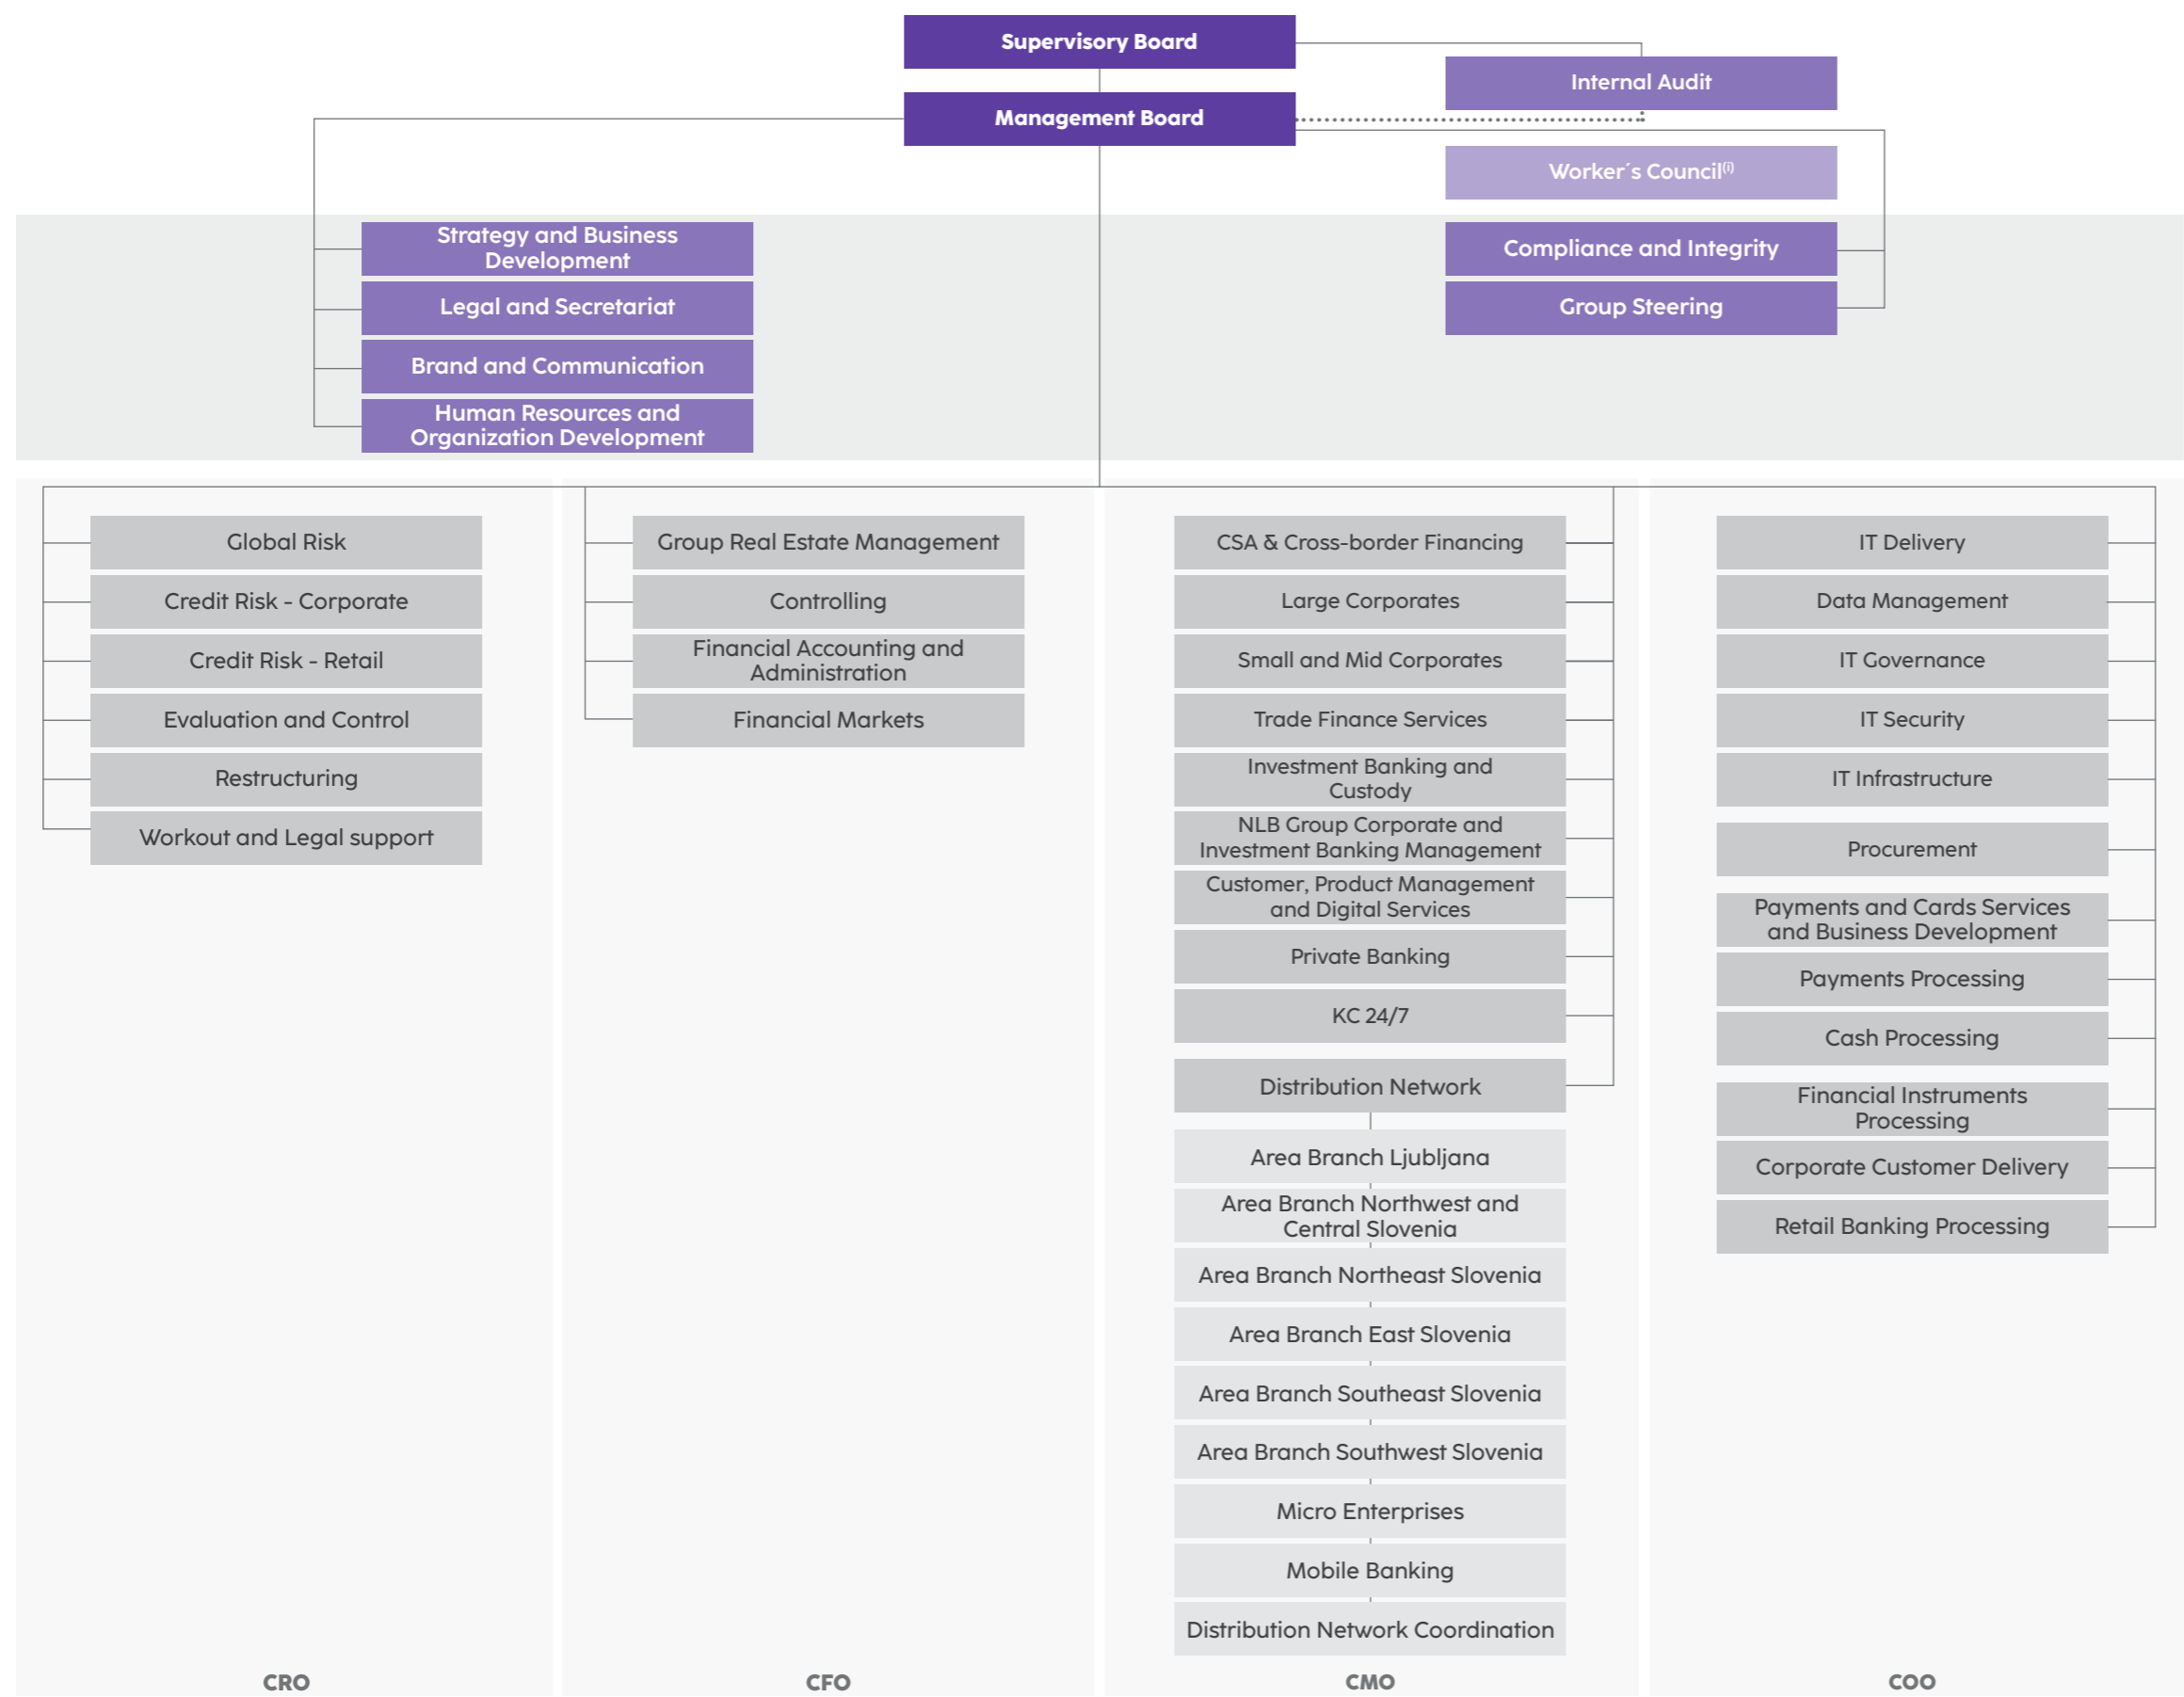 Supervisory Board
Internal Audit
Management Board
Worker´s Council(i)
Strategy and Business
Development
Legal and Secretariat
Brand and Communication
Human Resources and
Organization Development
Compliance and Integrity
Group Steering
Global Risk
Credit Risk - Corporate
Credit Risk - Retail
Evaluation and Control
Restructuring
Workout and Legal support
CRO
Group Real Estate Management
Controlling
Financial Accounting and
Administration
Financial Markets
CFO
CSA & Cross-border Financing
Large Corporates
Small and Mid Corporates
Trade Finance Services
Investment Banking and
Custody
NLB Group Corporate and
Investment Banking Management
Customer, Product Management
and Digital Services
Private Banking
KC 24/7
Distribution Network
Area Branch Ljubljana
Area Branch Northwest and
Central Slovenia
Area Branch Northeast Slovenia
Area Branch East Slovenia
Area Branch Southeast Slovenia
Area Branch Southwest Slovenia
Micro Enterprises
Mobile Banking
Distribution Network Coordination
CMO
IT Delivery
Data Management
IT Governance
IT Security
IT Infrastructure
Procurement
Payments and Cards Services
and Business Development
Payments Processing
Cash Processing
Financial Instruments
Processing
Corporate Customer Delivery
Retail Banking Processing
COO